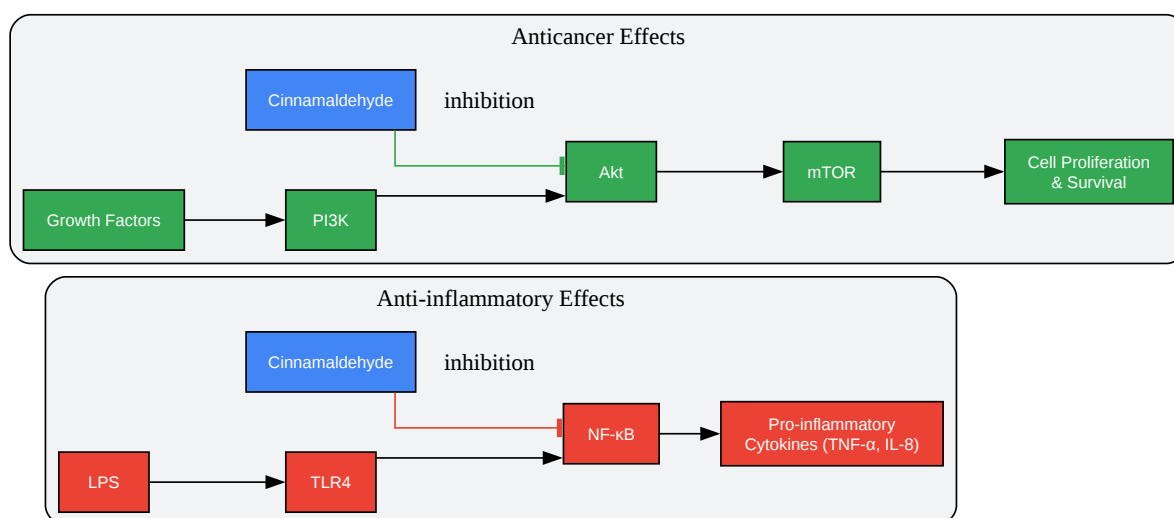 Anticancer Effects
Cinnamaldehyde
inhibition
Akt
mTOR
Cell Proliferation
& Survival
Growth Factors
PI3K
Anti-inflammatory Effects
Cinnamaldehyde
inhibition
NF-κB
Pro-inflammatory
Cytokines (TNF-α, IL-8)
LPS
TLR4